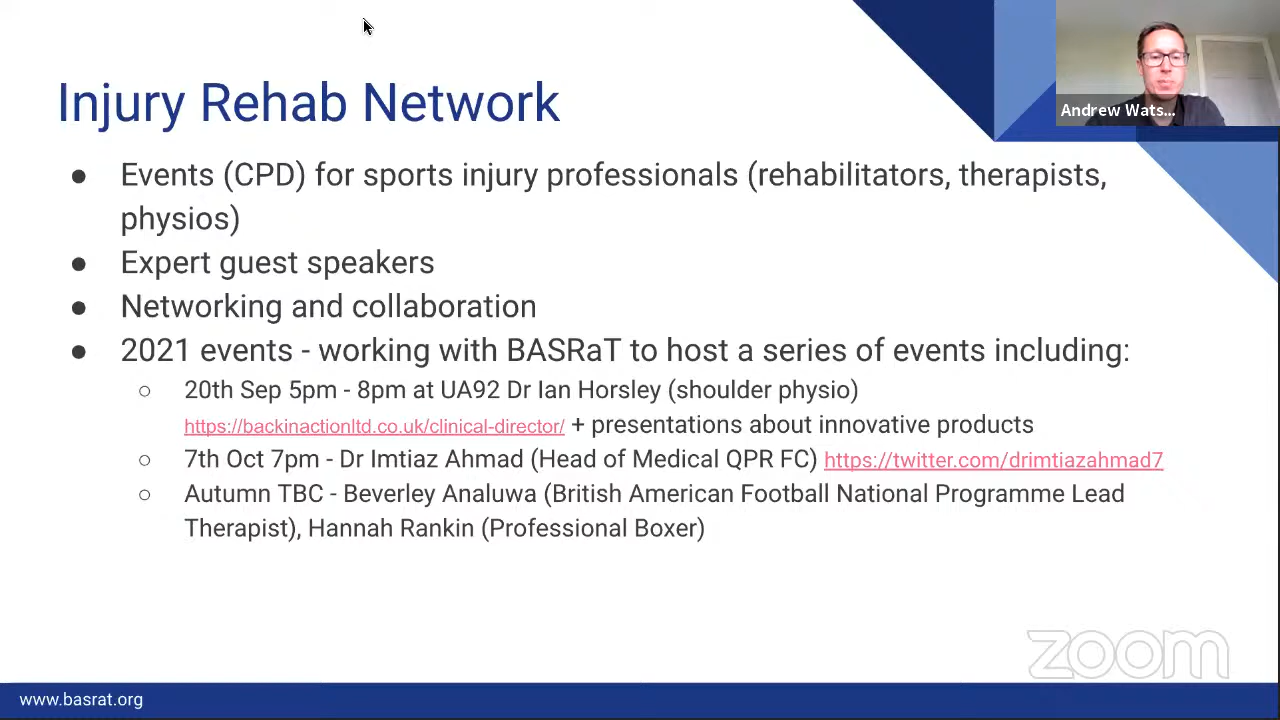 Injury Rehab Network
Andrew Wats...
● Events (CPD) for sports injury professionals (rehabilitators, therapists,
physios)
● Expert guest speakers
● Networking and collaboration
● 2021 events - working with BASRaT to host a series of events including:
○ 20th Sep 5pm - 8pm at UA92 Dr Ian Horsley (shoulder physio)
https://backinactionltd.co.uk/clinical-director/ + presentations about innovative products
○ 7th Oct 7pm - Dr Imtiaz Ahmad (Head of Medical QPR FC) https://twitter.com/drimtiazahmad7
○ Autumn TBC - Beverley Analuwa (British American Football National Programme Lead
Therapist), Hannah Rankin (Professional Boxer)
zoom
www.basrat.org